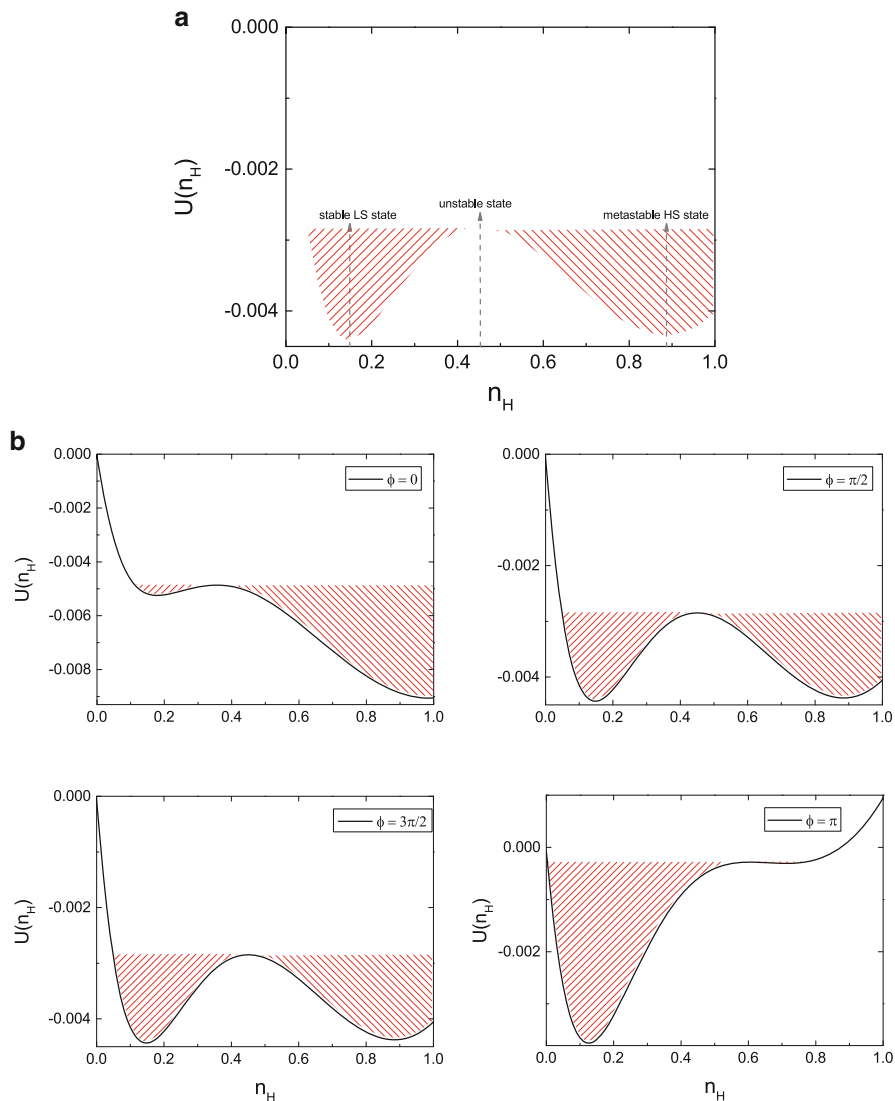 a
0.000
-0.002
-0.004
U(n_H)
stable LS state
unstable state
metastable HS state
0.0 0.2 0.4 0.6 0.8 1.0
n_H
b
0.000
-0.002
-0.004
-0.006
-0.008
U(n_H)
ϕ = 0
0.0 0.2 0.4 0.6 0.8 1.0
0.000
-0.002
-0.004
U(n_H)
ϕ = π/2
0.0 0.2 0.4 0.6 0.8 1.0
0.000
-0.002
-0.004
U(n_H)
ϕ = 3π/2
0.0 0.2 0.4 0.6 0.8 1.0
n_H
0.000
-0.002
U(n_H)
ϕ = π
0.0 0.2 0.4 0.6 0.8 1.0
n_H